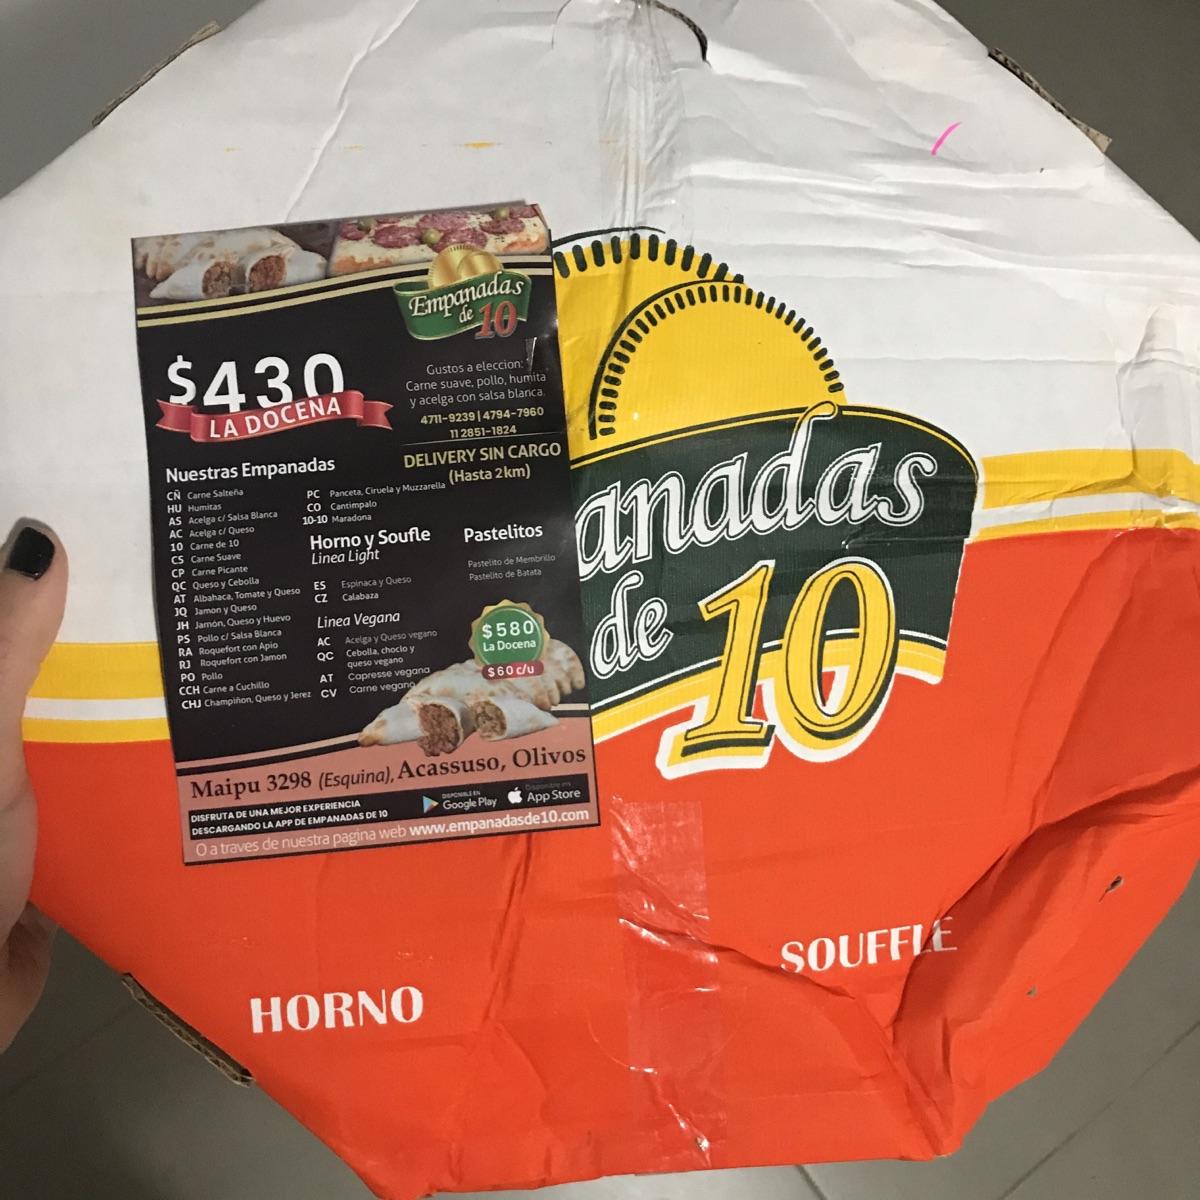 Empanadas
de 10
$430
LA DOCENA
Gustos a eleccion:
Carne suave, pollo, humita
y acelga con salsa blanca.
4711-9239 | 4794-7960
11 2851-1824
DELIVERY SIN CARGO
(Hasta 2km)
Nuestras Empanadas
CÑ Carne Salteña
HU Humitas
AS Acelga c/ Salsa Blanca
AC Acelga c/ Queso
10 Carne de 10
CS Carne Suave
CP Carne Picante
QC Queso y Cebolla
AT Albahaca, Tomate y Queso
JQ Jamon y Queso
JH Jamón, Queso y Huevo
PS Pollo c/ Salsa Blanca
RA Roquefort con Apio
RJ Roquefort con Jamon
PO Pollo
CCH Carne a Cuchillo
CHJ Champiñon, Queso y Jerez
PC Panceta, Ciruela y Muzzarella
CO Cantimpalo
10-10 Maradona
Horno y Soufle
Linea Light
ES Espinaca y Queso
CZ Calabaza
Linea Vegana
AC Acelga y Queso vegano
QC Cebolla, choclo y
queso vegano
AT Capresse vegana
CV Carne vegana
Pastelitos
Pastelito de Membrillo
Pastelito de Batata
$580
La Docena
$60 c/u
Maipu 3298 (Esquina), Acassuso, Olivos
DISFRUTA DE UNA MEJOR EXPERIENCIA
DESCARGANDO LA APP DE EMPANADAS DE 10
DISPONIBLE EN
Google Play
Disponible en
App Store
O a traves de nuestra pagina web www.empanadasde10.com
anadas
de 10
HORNO
SOUFFLE